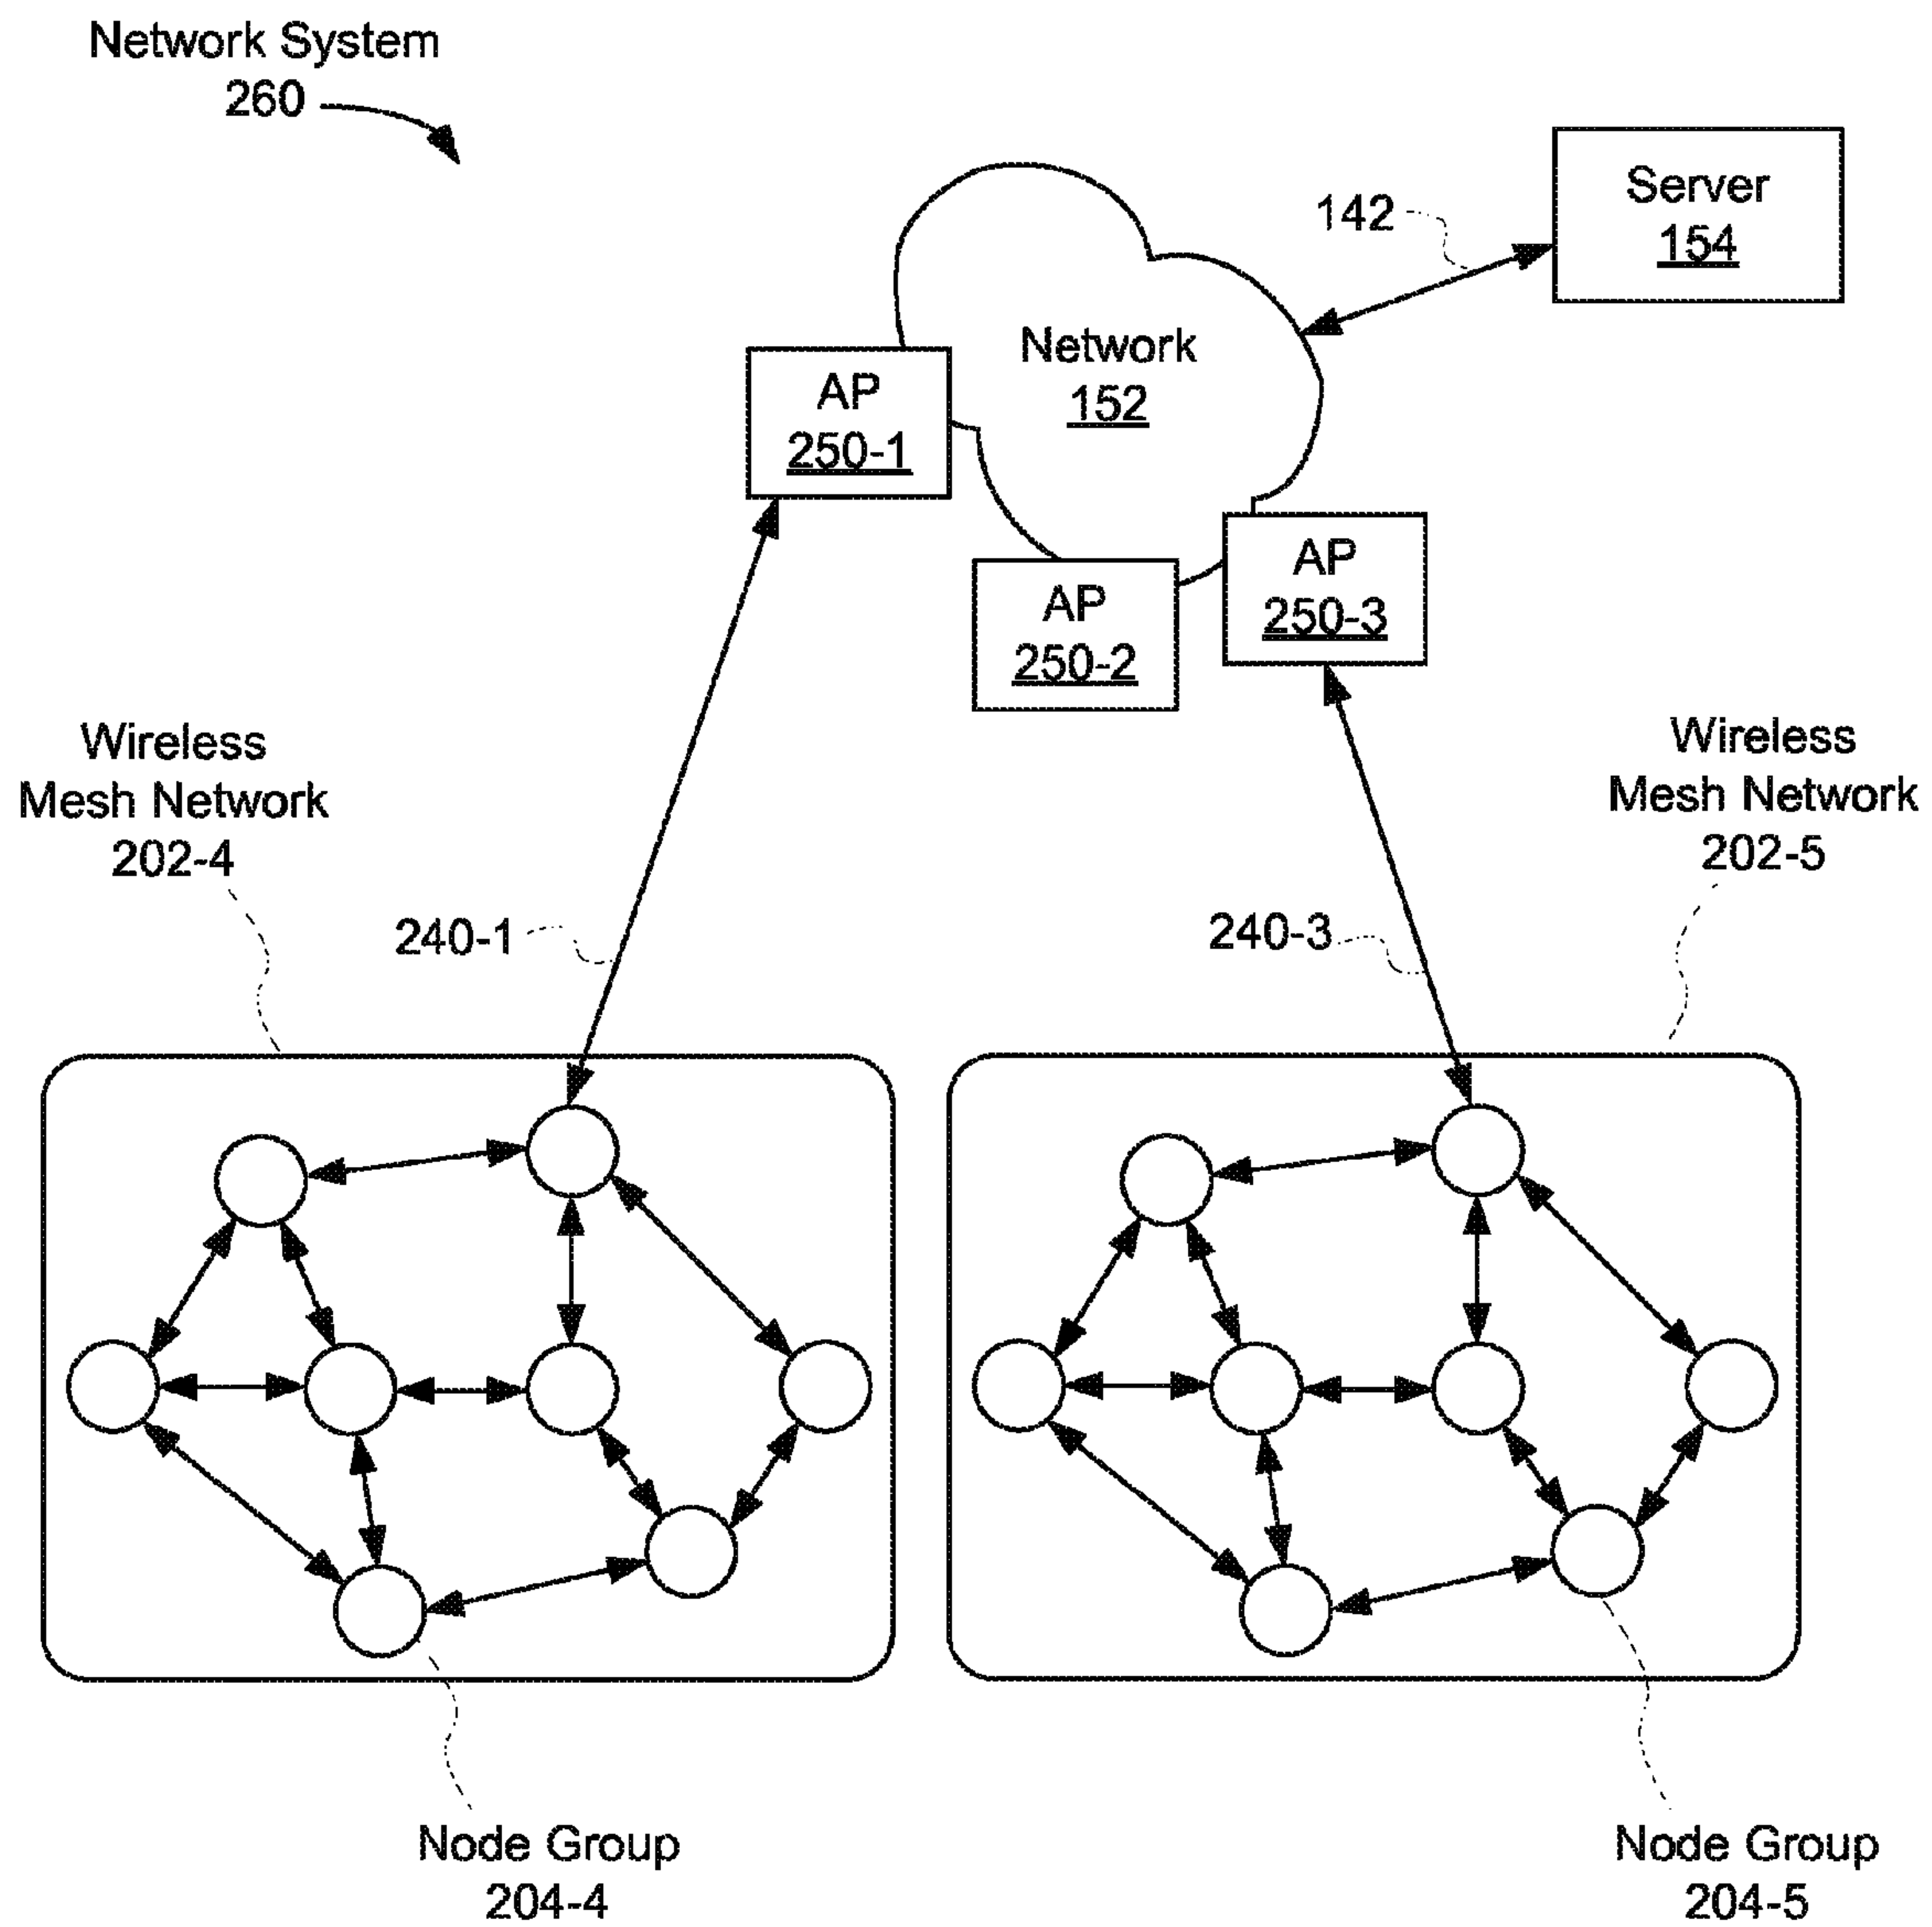 Network System
260
Server
154
142
Network
152
AP
250-1
AP
250-2
AP
250-3
Wireless
Mesh Network
202-4
Wireless
Mesh Network
202-5
240-1
240-3
Node Group
204-4
Node Group
204-5